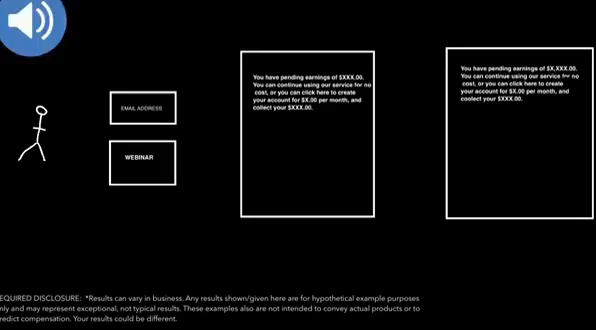 EMAIL ADDRESS
WEBINAR
You have pending earnings of $XXX.00.
You can continue using our service for no
cost, or you can click here to create
your account for $X.00 per month, and
collect your $XXX.00.
You have pending earnings of $X,XXX.00.
You can continue using our service for no
cost, or you can click here to create
your account for $X.00 per month, and
coolect your $XXX.00.
EQUIRED DISCLOSURE: *Results can vary in business. Any results shown/given here are for hypothetical example purposes
nly and may represent exceptional, not typical results. These examples also are not intended to convey actual products or to
redict compensation. Your results could be different.